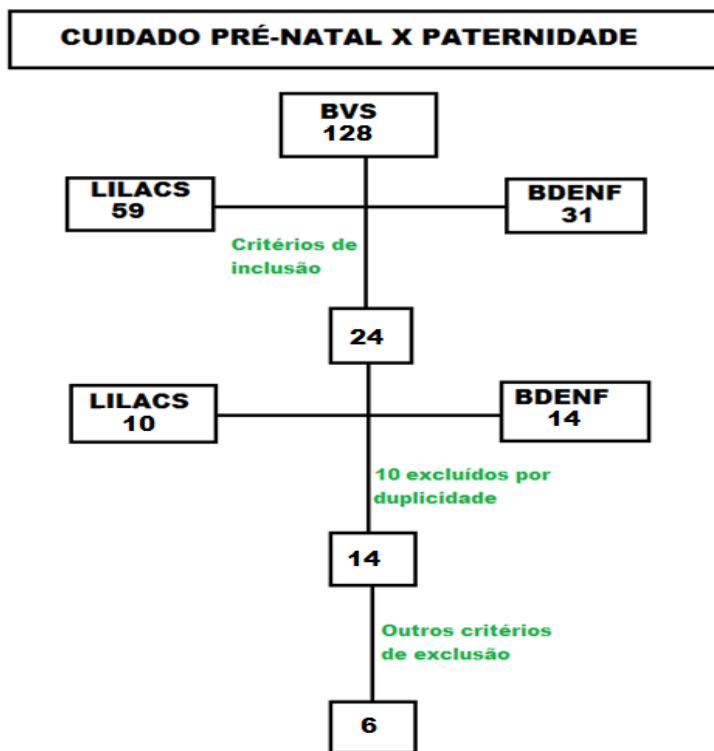 CUIDADO PRÉ-NATAL X PATERNIDADE
BVS
128
LILACS
59
BDENF
31
Critérios de
inclusão
24
LILACS
10
BDENF
14
10 excluídos por
duplicidade
14
Outros critérios
de exclusão
6